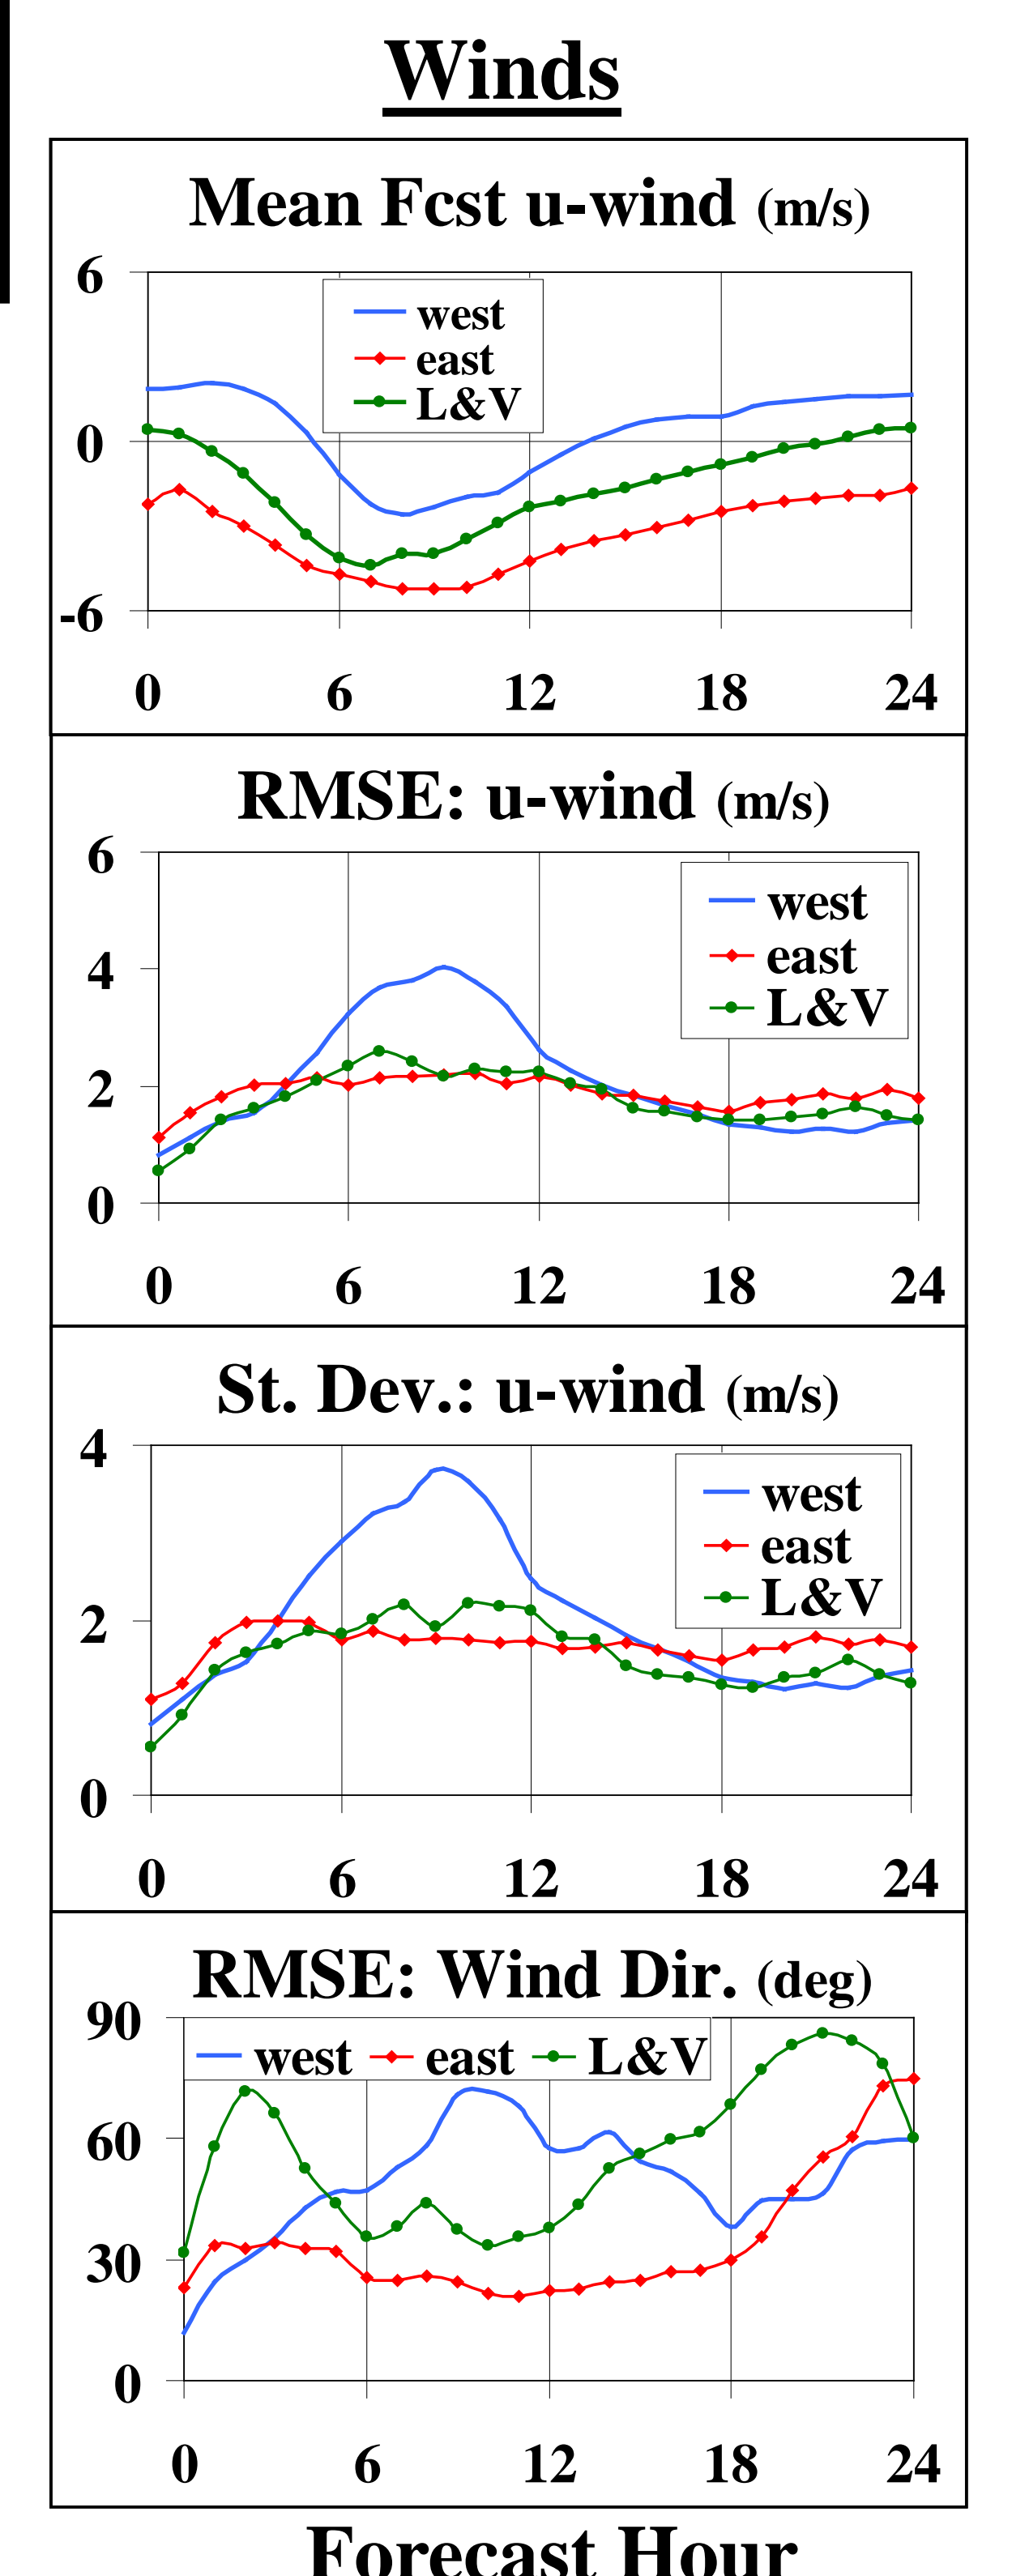 Winds
Mean Fcst u-wind (m/s)
6
west
east
L&V
0
-6
0 6 12 18 24
RMSE: u-wind (m/s)
6
west
east
L&V
4
2
0
0 6 12 18 24
St. Dev.: u-wind (m/s)
4
west
east
L&V
2
0
0 6 12 18 24
RMSE: Wind Dir. (deg)
90
west east L&V
60
30
0
0 6 12 18 24
Forecast Hour